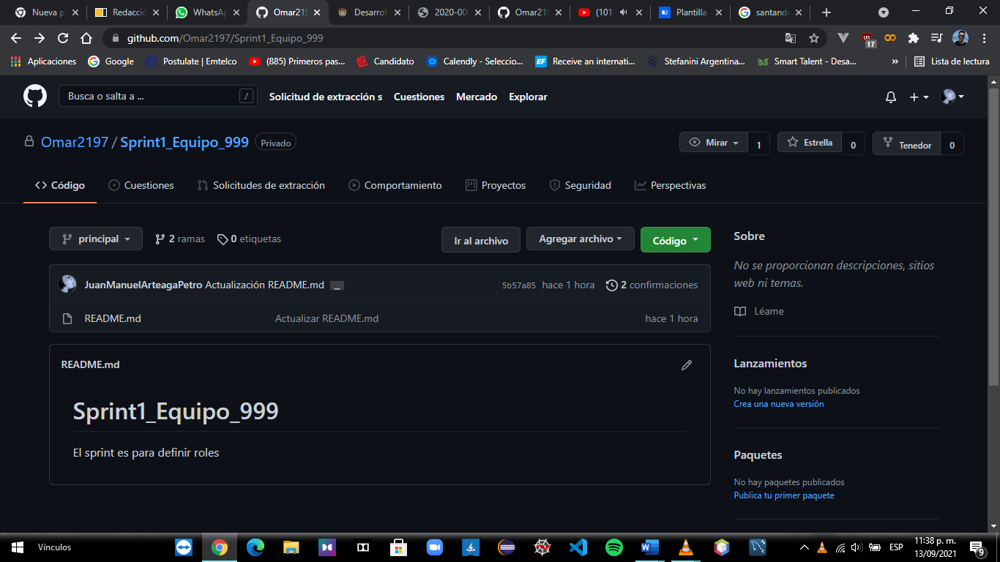 Nueva p
Redacció
WhatsAp
Omar219
Desarrol
2020-00
Omar219
(101
Plantilla
santand
github.com/Omar2197/Sprint1_Equipo_999
17
Aplicaciones
Google
Postulate | Emtelco
(885) Primeros pas...
Candidato
Calendly - Seleccio...
EF
Receive an internati...
Stefanini Argentina...
Smart Talent - Desa...
»
Lista de lectura
Busca o salta a ...
/
Solicitud de extracción s
Cuestiones
Mercado
Explorar
Omar2197 / Sprint1_Equipo_999
Privado
Mirar
1
Estrella
0
Tenedor
0
Código
Cuestiones
Solicitudes de extracción
Comportamiento
Proyectos
Seguridad
Perspectivas
principal
2 ramas
0 etiquetas
Ir al archivo
Agregar archivo
Código
JuanManuelArteagaPetro Actualización README.md ...
5b57a85 hace 1 hora
2 confirmaciones
README.md
Actualizar README.md
hace 1 hora
README.md
Sprint1_Equipo_999
El sprint es para definir roles
Sobre
No se proporcionan descripciones, sitios
web ni temas.
Léame
Lanzamientos
No hay lanzamientos publicados
Crea una nueva versión
Paquetes
No hay paquetes publicados
Publica tu primer paquete
Vínculos
ESP
11:38 p. m.
13/09/2021
9